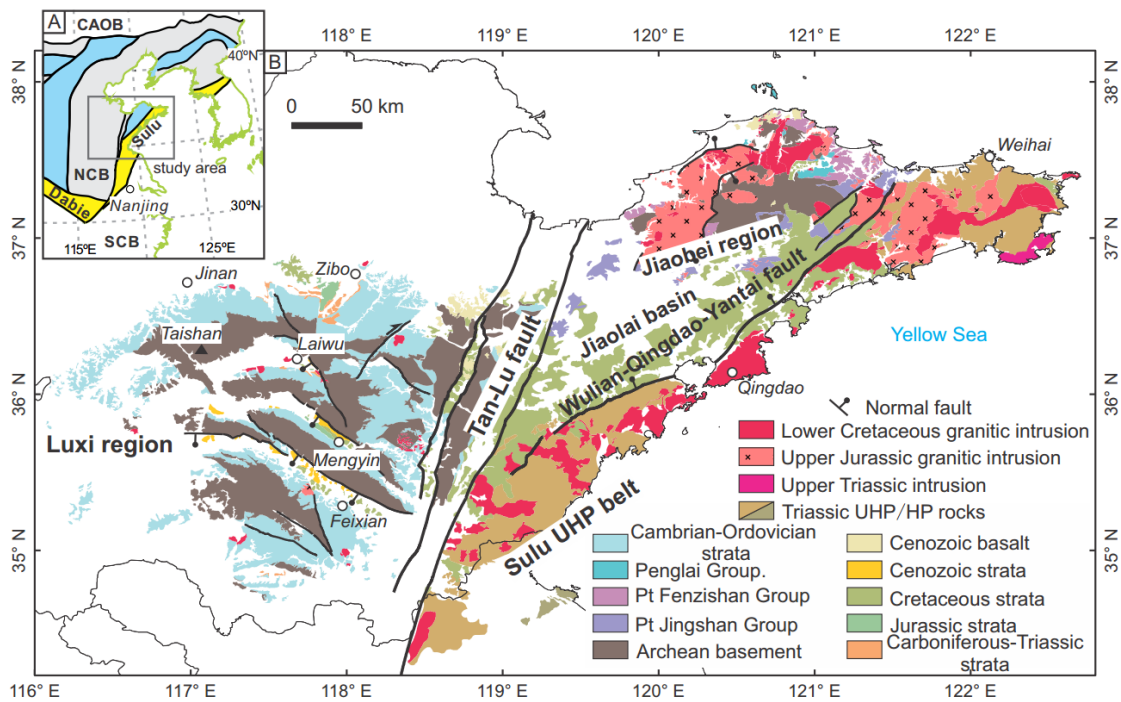 118° E
119° E
120° E
121° E
122° E
A
CAOB
40°N
Sulu
study area
NCB
Dabie
Nanjing
30°N
115°E
SCB
125°E
B
0
50 km
38° N
38° N
37° N
37° N
36° N
36° N
35° N
35° N
Weihai
Jiaobei region
Jiaolai basin
Wulian-Qingdao-Yantai fault
Tan-Lu fault
Yellow Sea
Jinan
Zibo
Taishan
Laiwu
Luxi region
Mengyin
Feixian
Qingdao
Sulu UHP belt
Normal fault
Lower Cretaceous granitic intrusion
Upper Jurassic granitic intrusion
Upper Triassic intrusion
Triassic UHP/HP rocks
Cambrian-Ordovician
strata
Penglai Group.
Pt Fenzishan Group
Pt Jingshan Group
Archean basement
Cenozoic basalt
Cenozoic strata
Cretaceous strata
Jurassic strata
Carboniferous-Triassic
strata
116° E
117° E
118° E
119° E
120° E
121° E
122° E